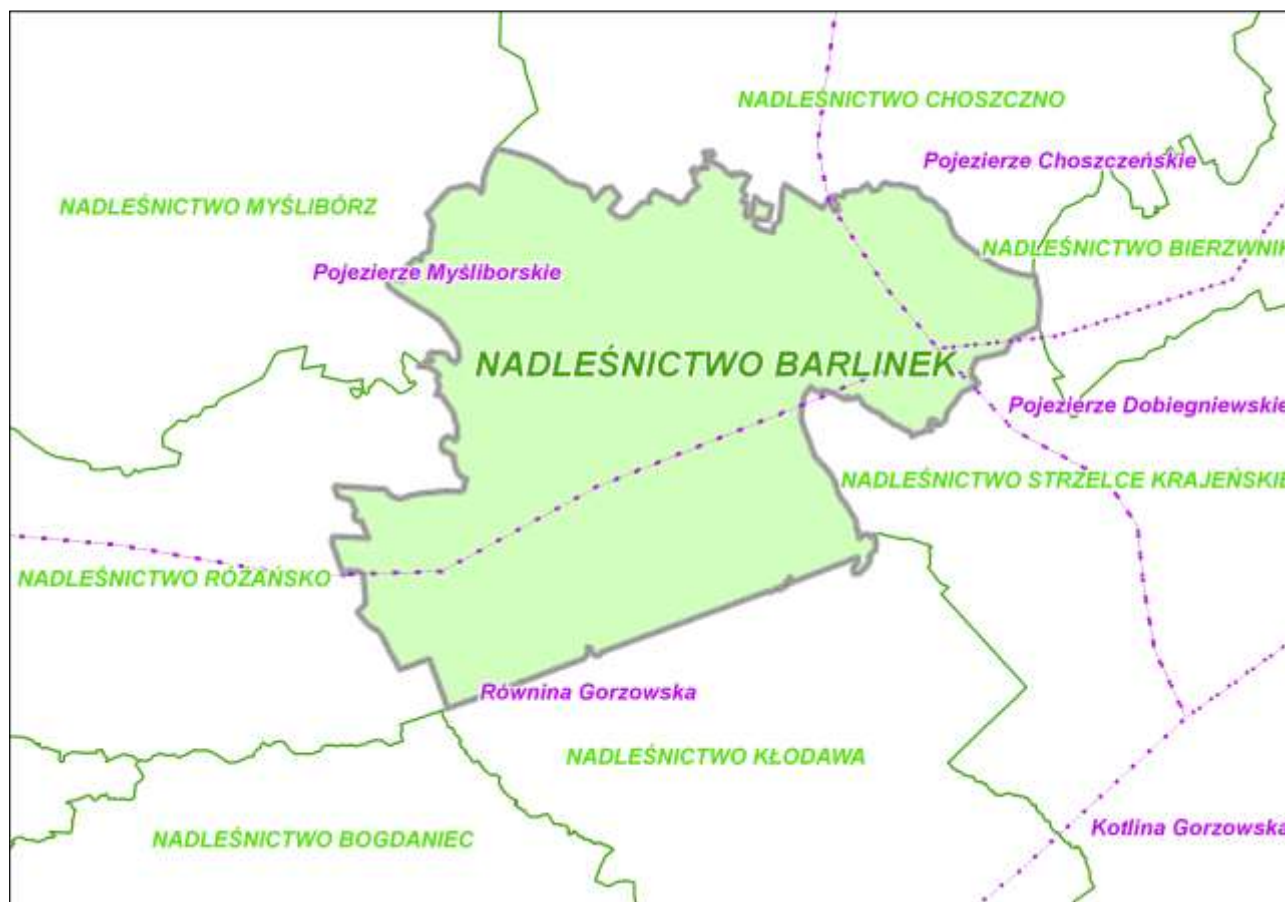 NADLEŚNICTWO CHOSZCZNO
Pojezierze Choszczeńskie
NADLEŚNICTWO MYŚLIBÓRZ
NADLEŚNICTWO BIERZWNIK
Pojezierze Myśliborskie
NADLEŚNICTWO BARLINEK
Pojezierze Dobiegniewskie
NADLEŚNICTWO STRZELCE KRAJEŃSKIE
NADLEŚNICTWO RÓŻAŃSKO
Równina Gorzowska
NADLEŚNICTWO KŁODAWA
Kotlina Gorzowska
NADLEŚNICTWO BOGDANIEC